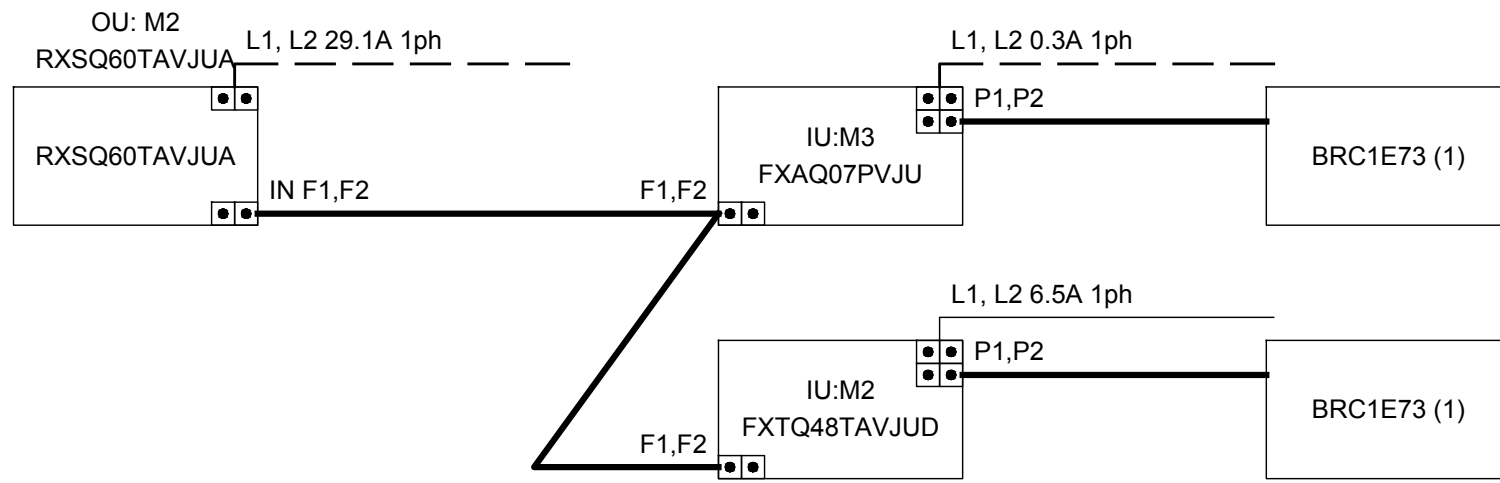 OU: M2
RXSQ60TAVJUA
L1, L2 29.1A 1ph
L1, L2 0.3A 1ph
RXSQ60TAVJUA
IN F1,F2
F1,F2
IU:M3
FXAQ07PVJU
P1,P2
BRC1E73 (1)
L1, L2 6.5A 1ph
F1,F2
IU:M2
FXTQ48TAVJUD
P1,P2
BRC1E73 (1)